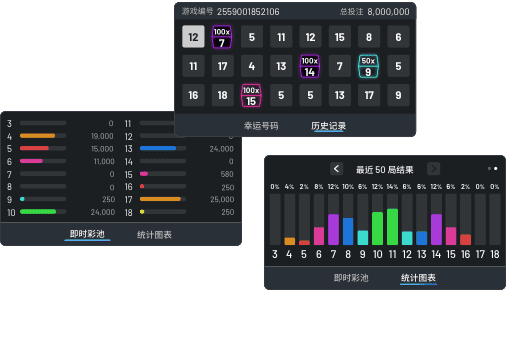 游戏编号 2559001852106 总投注 8,000,000
12 100x 7 5 11 12 15 8 6
11 17 4 13 100x 14 7 50x 9 5
16 18 100x 15 5 5 13 17 9
幸运号码 历史记录
3 0 11
4 19,000 12 0
5 15,000 13 24,000
6 11,000 14 0
7 0 15 580
8 0 16 250
9 250 17 25,000
10 24,000 18 250
即时彩池 统计图表
最近 50 局结果
0% 4% 2% 6% 12% 10% 6% 12% 14% 6% 6% 12% 6% 4% 0% 0%
3 4 5 6 7 8 9 10 11 12 13 14 15 16 17 18
即时彩池 统计图表